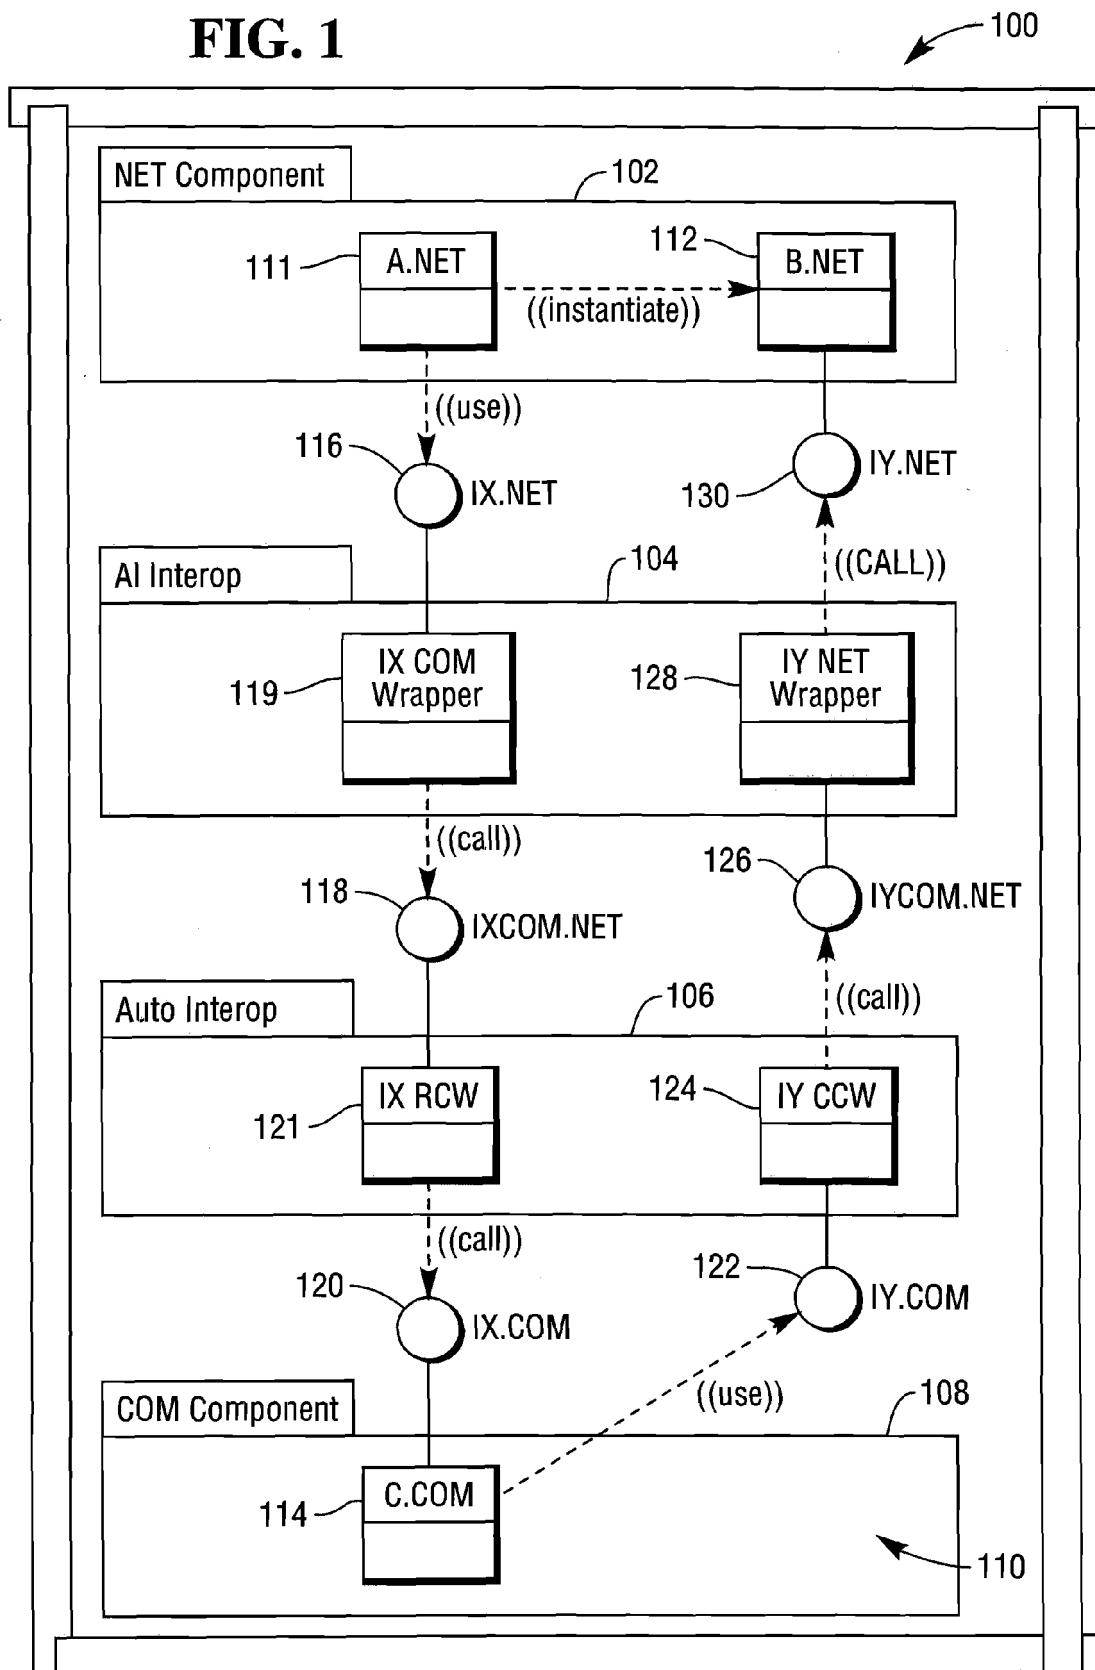 FIG. 1
100
NET Component
102
111
A.NET
112
B.NET
((instantiate))
((use))
116
IX.NET
130
IY.NET
((CALL))
AI Interop
104
119
IX COM
Wrapper
128
IY NET
Wrapper
((call))
118
IXCOM.NET
126
IYCOM.NET
((call))
Auto Interop
106
121
IX RCW
124
IY CCW
((call))
120
IX.COM
122
IY.COM
((use))
COM Component
108
114
C.COM
110